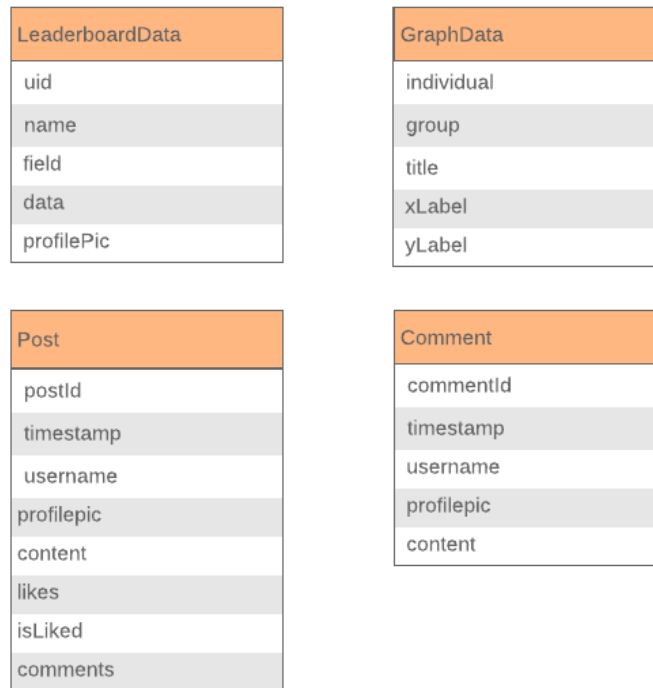 LeaderboardData
uid
name
field
data
profilePic
GraphData
individual
group
title
xLabel
yLabel
Post
postId
timestamp
username
profilepic
content
likes
isLiked
comments
Comment
commentId
timestamp
username
profilepic
content